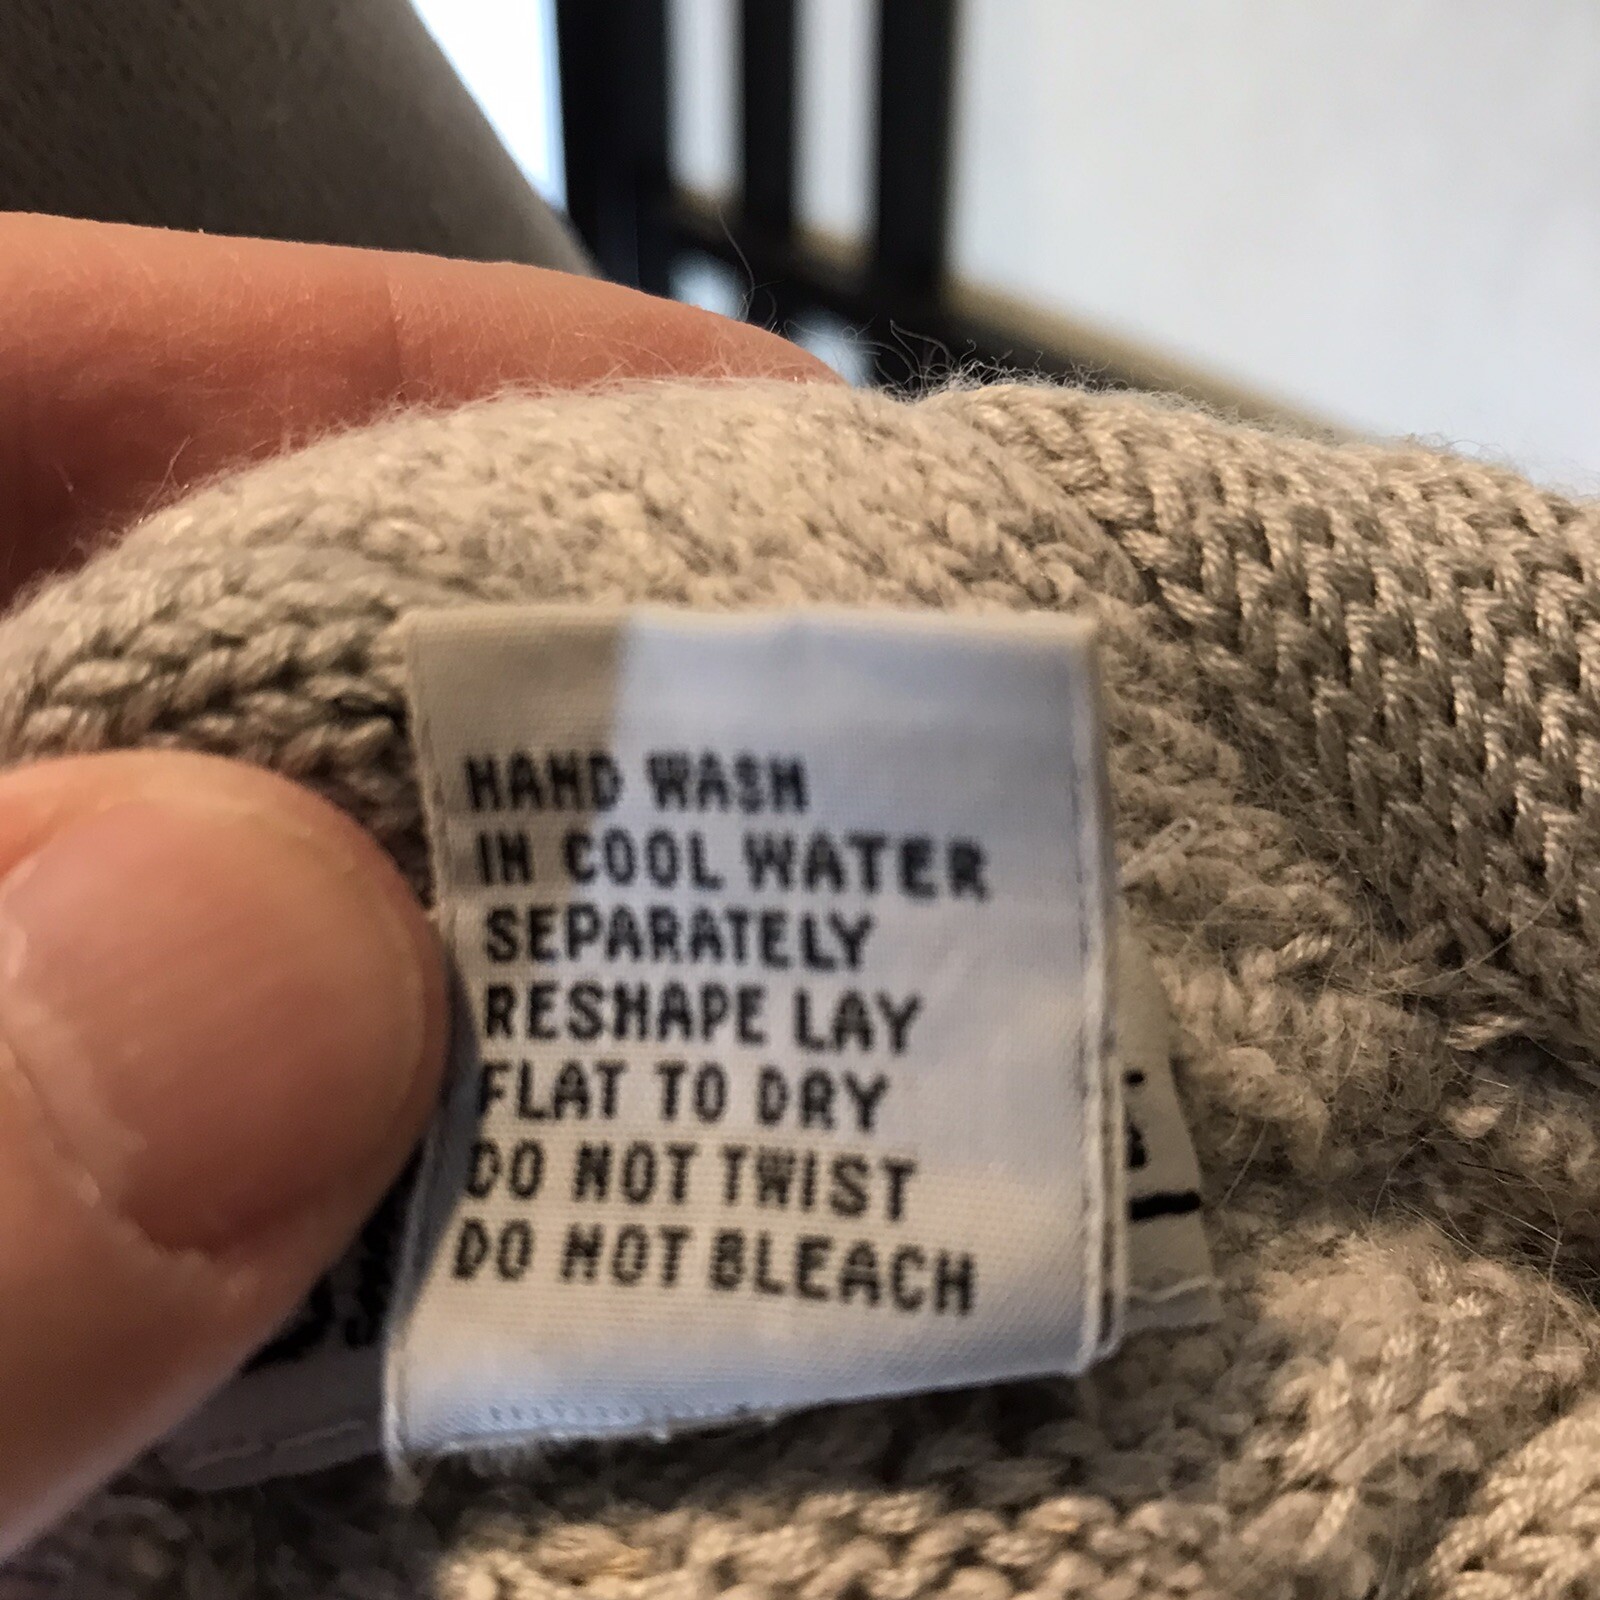 HAND WASH
IN COOL WATER
SEPARATELY
RESHAPE LAY
FLAT TO DRY
DO NOT TWIST
DO NOT BLEACH